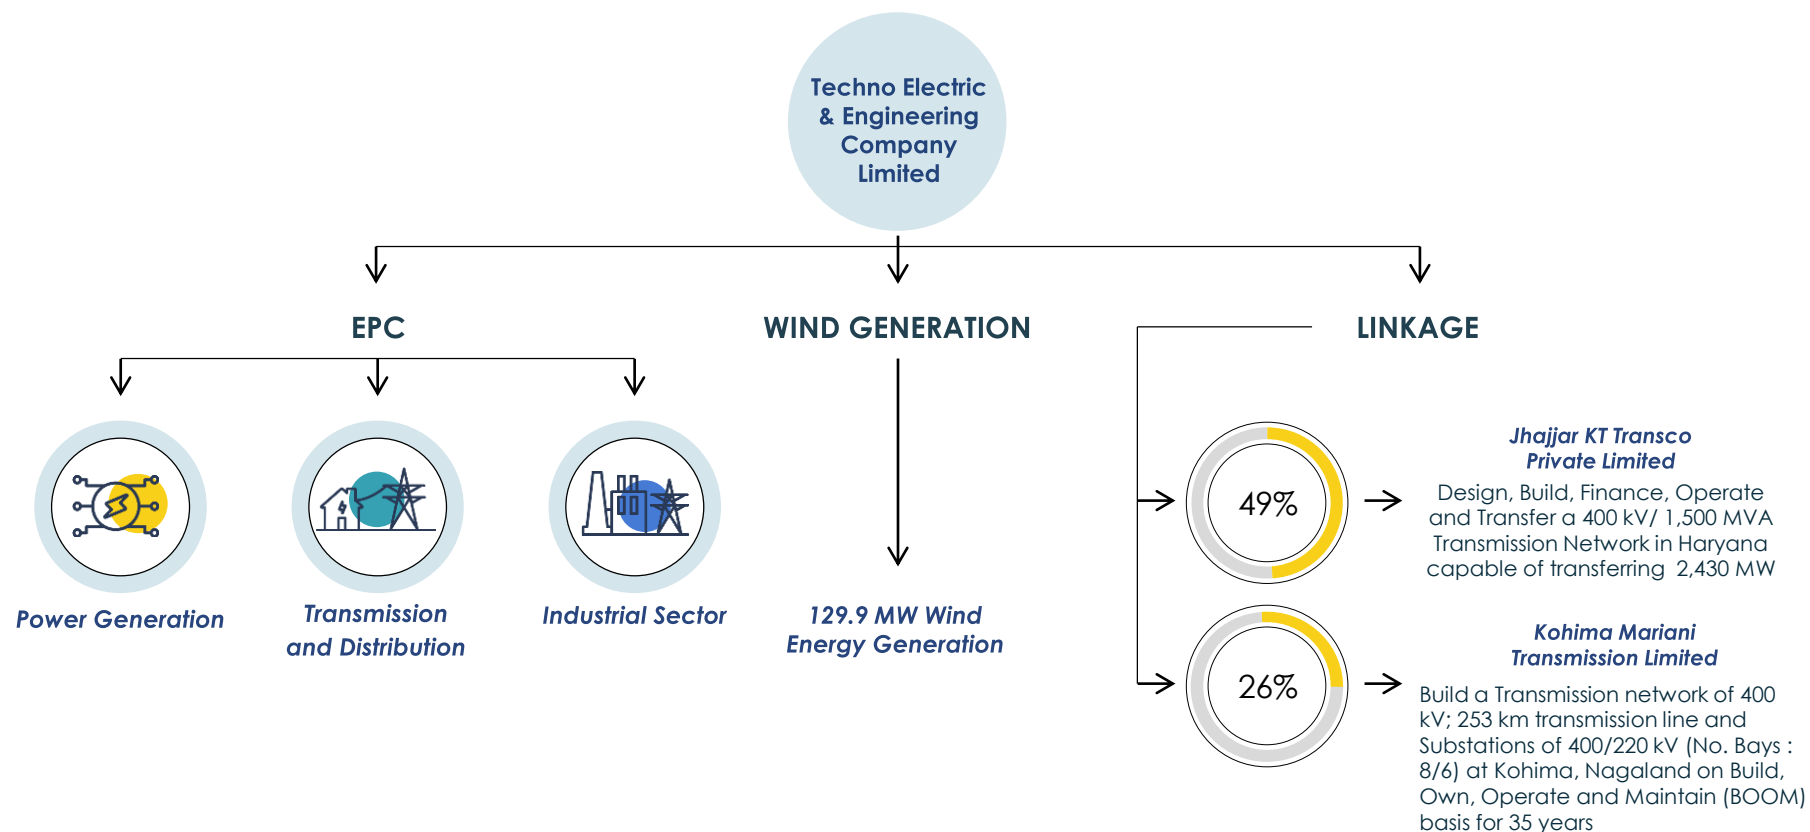 Techno Electric
& Engineering
Company
Limited
EPC
WIND GENERATION
LINKAGE
Power Generation
Transmission
and Distribution
Industrial Sector
129.9 MW Wind
Energy Generation
49%
Jhajjar KT Transco
Private Limited
Design, Build, Finance, Operate
and Transfer a 400 kV/ 1,500 MVA
Transmission Network in Haryana
capable of transferring 2,430 MW
26%
Kohima Mariani
Transmission Limited
Build a Transmission network of 400
kV; 253 km transmission line and
Substations of 400/220 kV (No. Bays :
8/6) at Kohima, Nagaland on Build,
Own, Operate and Maintain (BOOM)
basis for 35 years